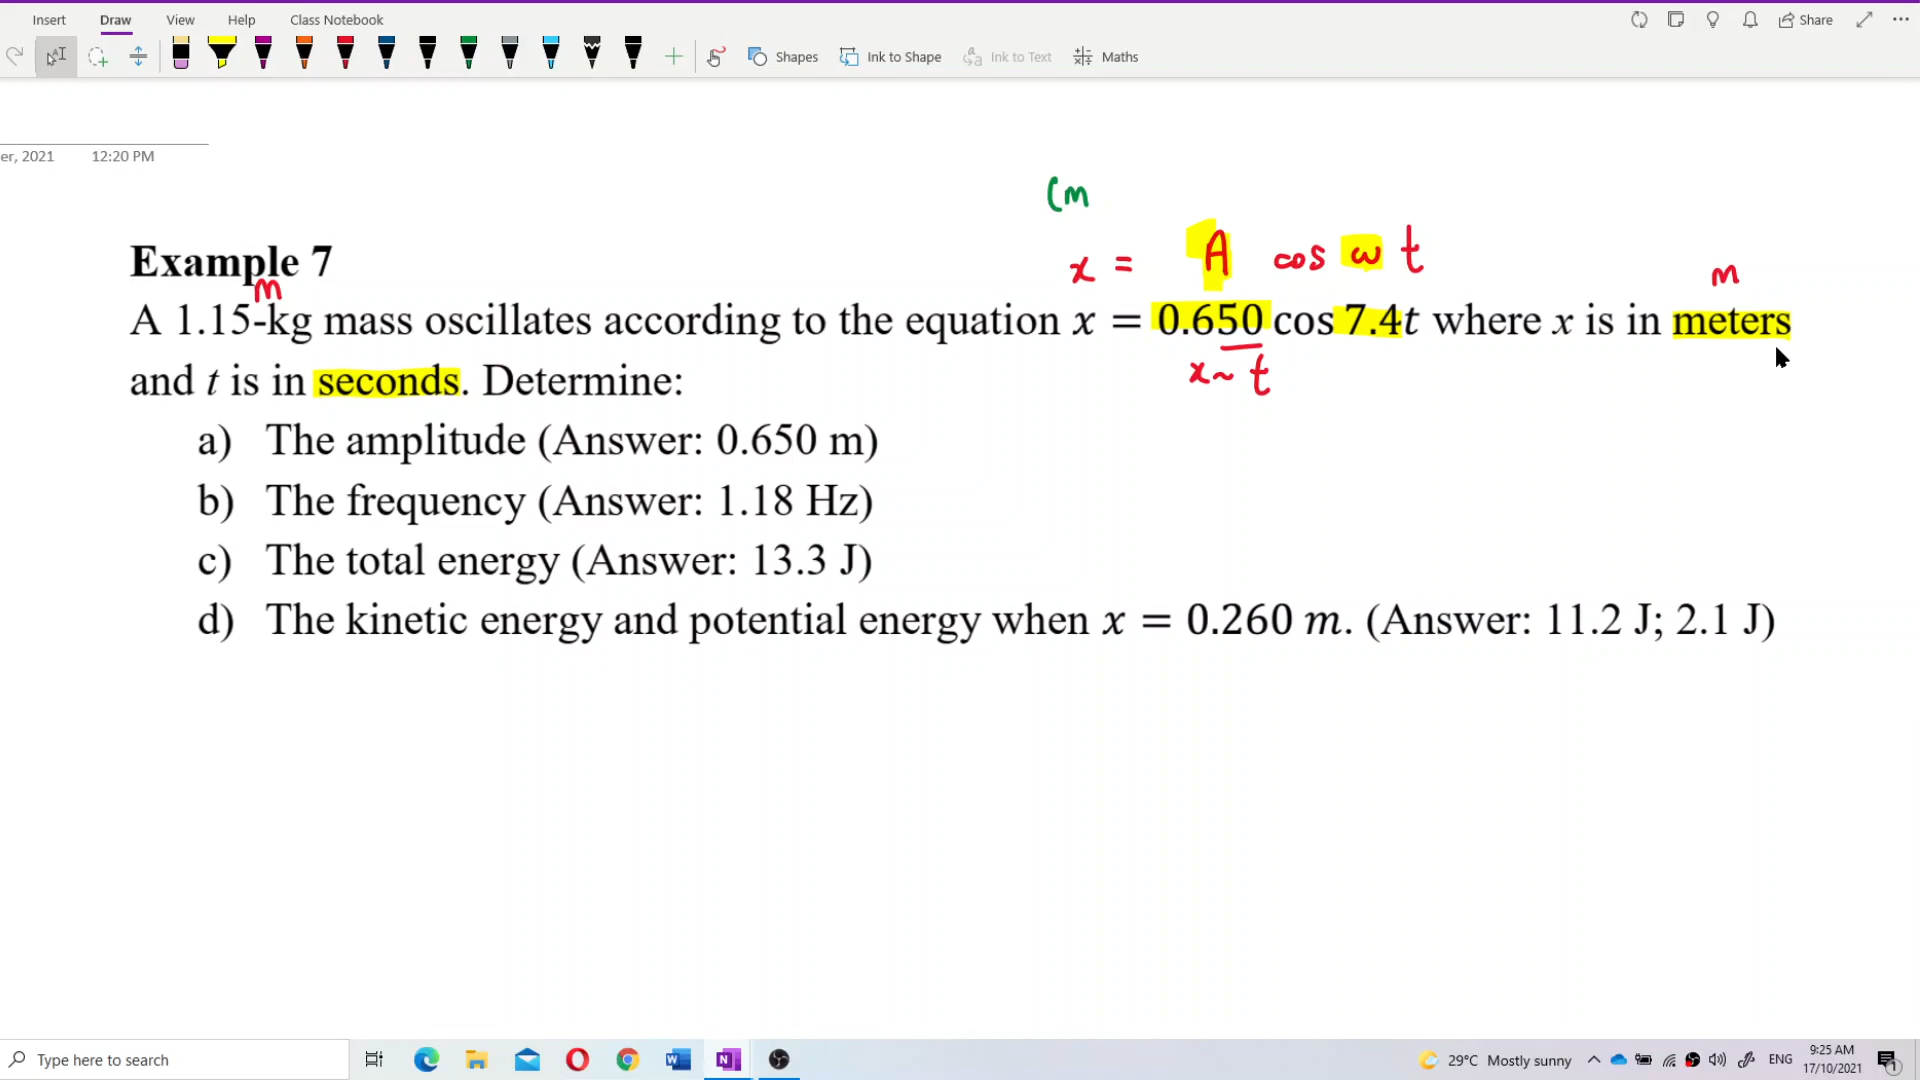 Insert Draw View Help Class Notebook
Share
Shapes Ink to Shape Ink to Text Maths
er, 2021 12:20 PM
(m
x = A cos ω t
Example 7
m
m
A 1.15-kg mass oscillates according to the equation x = 0.650 cos 7.4t where x is in meters
x ~ t
and t is in seconds. Determine:
a) The amplitude (Answer: 0.650 m)
b) The frequency (Answer: 1.18 Hz)
c) The total energy (Answer: 13.3 J)
d) The kinetic energy and potential energy when x = 0.260 m. (Answer: 11.2 J; 2.1 J)
Type here to search
29°C Mostly sunny
ENG
9:25 AM
17/10/2021
1